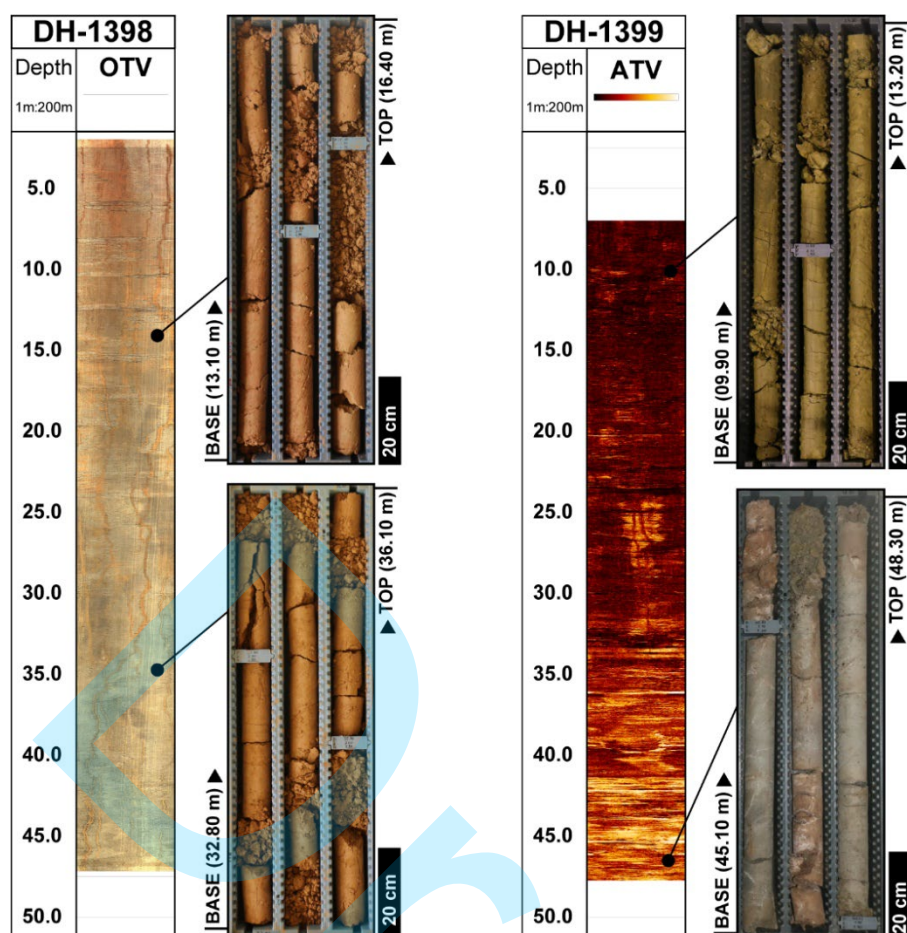 DH-1398
Depth
OTV
1m:200m
5.0
10.0
15.0
20.0
25.0
30.0
35.0
40.0
45.0
50.0
BASE (13.10 m) ▶
▶ TOP (16.40 m)
20 cm
BASE (32.80 m) ▶
▶ TOP (36.10 m)
20 cm
DH-1399
Depth
ATV
1m:200m
5.0
10.0
15.0
20.0
25.0
30.0
35.0
40.0
45.0
50.0
BASE (09.90 m) ▶
▶ TOP (13.20 m)
20 cm
BASE (45.10 m) ▶
▶ TOP (48.30 m)
20 cm